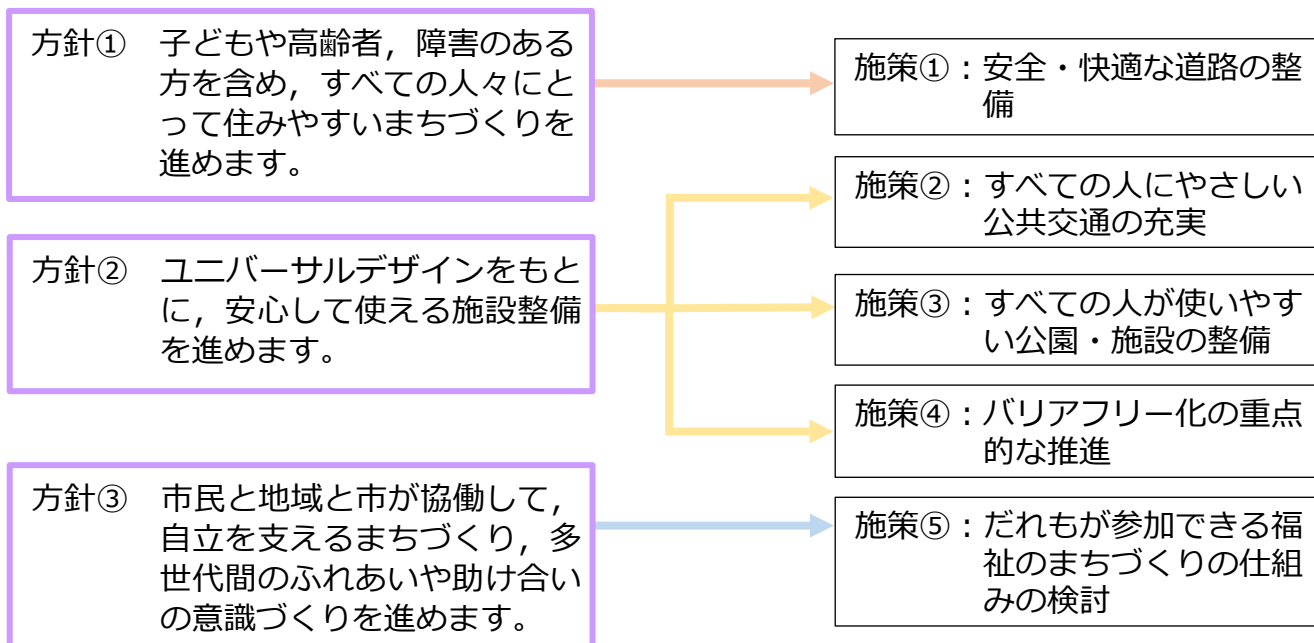 方針① 子どもや高齢者，障害のある
方を含め，すべての人々にと
って住みやすいまちづくりを
進めます。
方針② ユニバーサルデザインをもと
に，安心して使える施設整備
を進めます。
方針③ 市民と地域と市が協働して，
自立を支えるまちづくり，多
世代間のふれあいや助け合い
の意識づくりを進めます。
施策①：安全・快適な道路の整
備
施策②：すべての人にやさしい
公共交通の充実
施策③：すべての人が使いやす
い公園・施設の整備
施策④：バリアフリー化の重点
的な推進
施策⑤：だれもが参加できる福
祉のまちづくりの仕組
みの検討